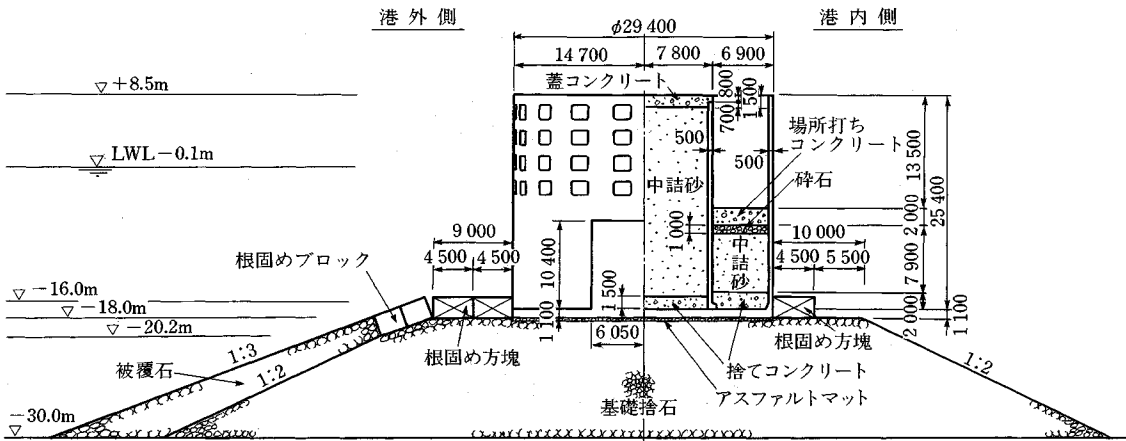 港外側
港内側
φ29 400
14 700
7 800
6 900
蓋コンクリート
800
700
1 500
▽+8.5m
▽ LWL−0.1m
500
500
場所打ち
コンクリート
砕石
13 500
2 000
25 400
中詰砂
1 000
中詰砂
7 900
9 000
4 500
4 500
10 400
10 000
4 500
5 500
根固めブロック
▽−16.0m
▽−18.0m
▽−20.2m
1 500
1 100
6 050
2 000
1 100
根固め方塊
根固め方塊
1:3
1:2
1:2
被覆石
捨てコンクリート
アスファルトマット
基礎捨石
−30.0m
▽